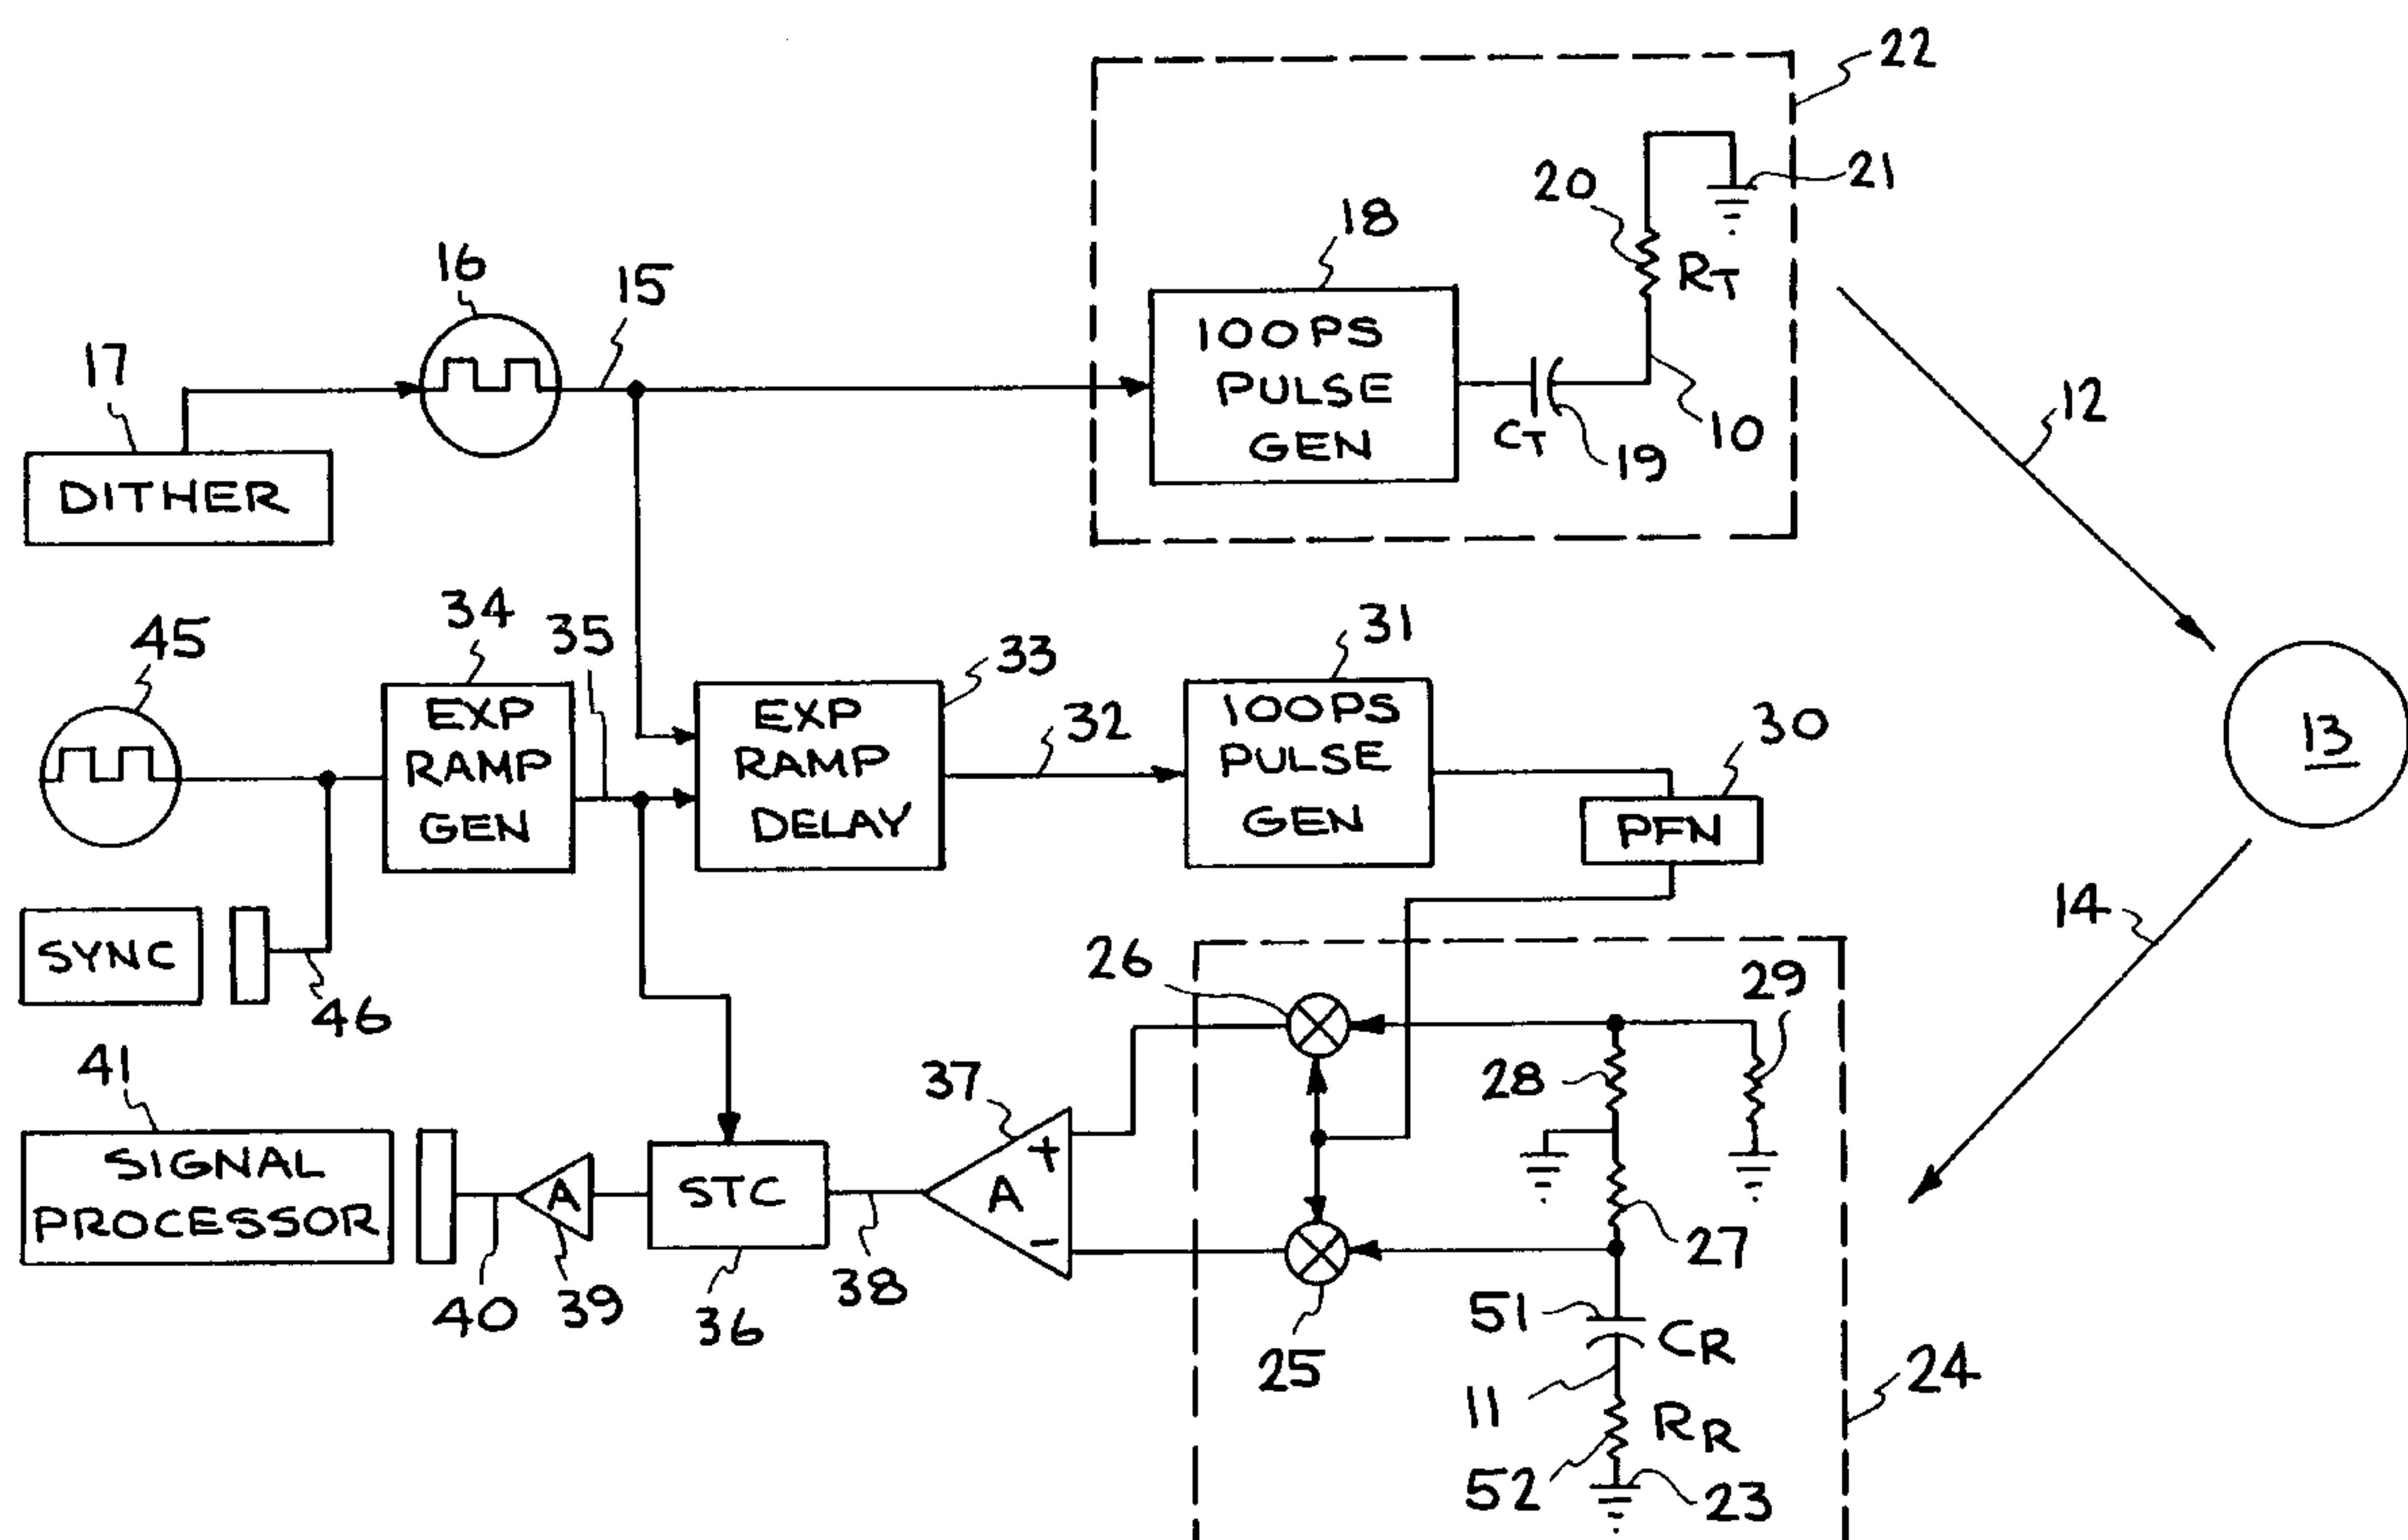 22
21
20
18
RT
16
15
100PS
PULSE
GEN
17
12
CT
19
10
DITHER
34
35
31
45
33
EXP
RAMP
GEN
EXP
RAMP
DELAY
32
100PS
PULSE
GEN
30
13
PFN
14
SYNC
26
29
46
41
37
28
SIGNAL
PROCESSOR
A
STC
A
+
-
27
40
39
36
38
25
51
CR
11
RR
24
52
23